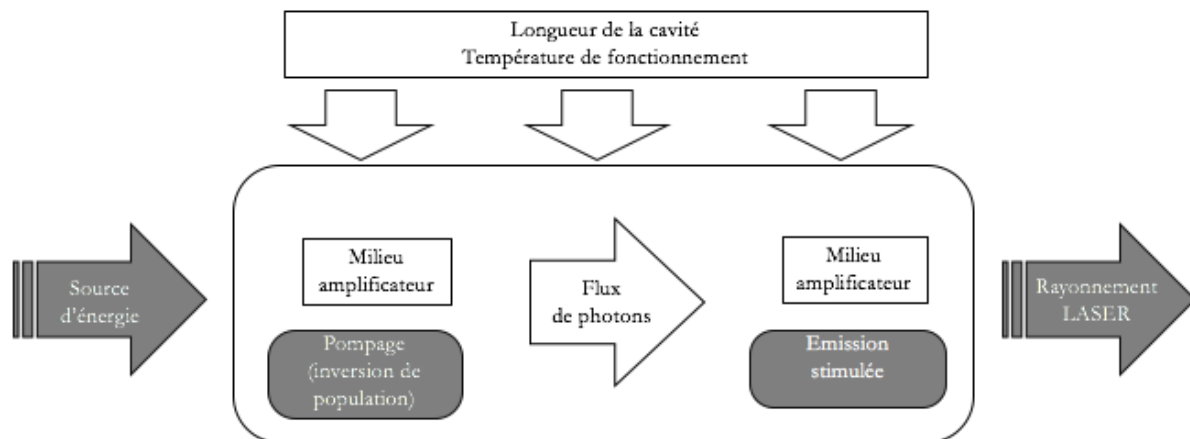 Longueur de la cavité
Température de fonctionnement
Source
d'énergie
Milieu
amplificateur
Pompage
(inversion de
population)
Flux
de photons
Milieu
amplificateur
Emission
stimulée
Rayonnement
LASER